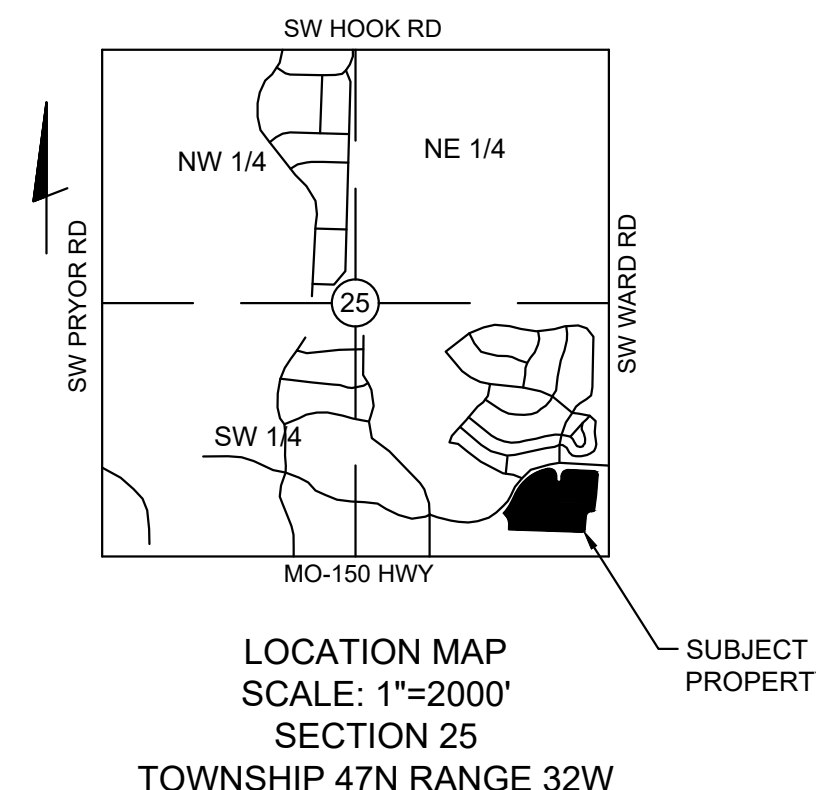 SW HOOK RD
NW 1/4
NE 1/4
SW PRYOR RD
SW WARD RD
25
SW 1/4
MO-150 HWY
SUBJECT
PROPERT
LOCATION MAP
SCALE: 1"=2000'
SECTION 25
TOWNSHIP 47N RANGE 32W